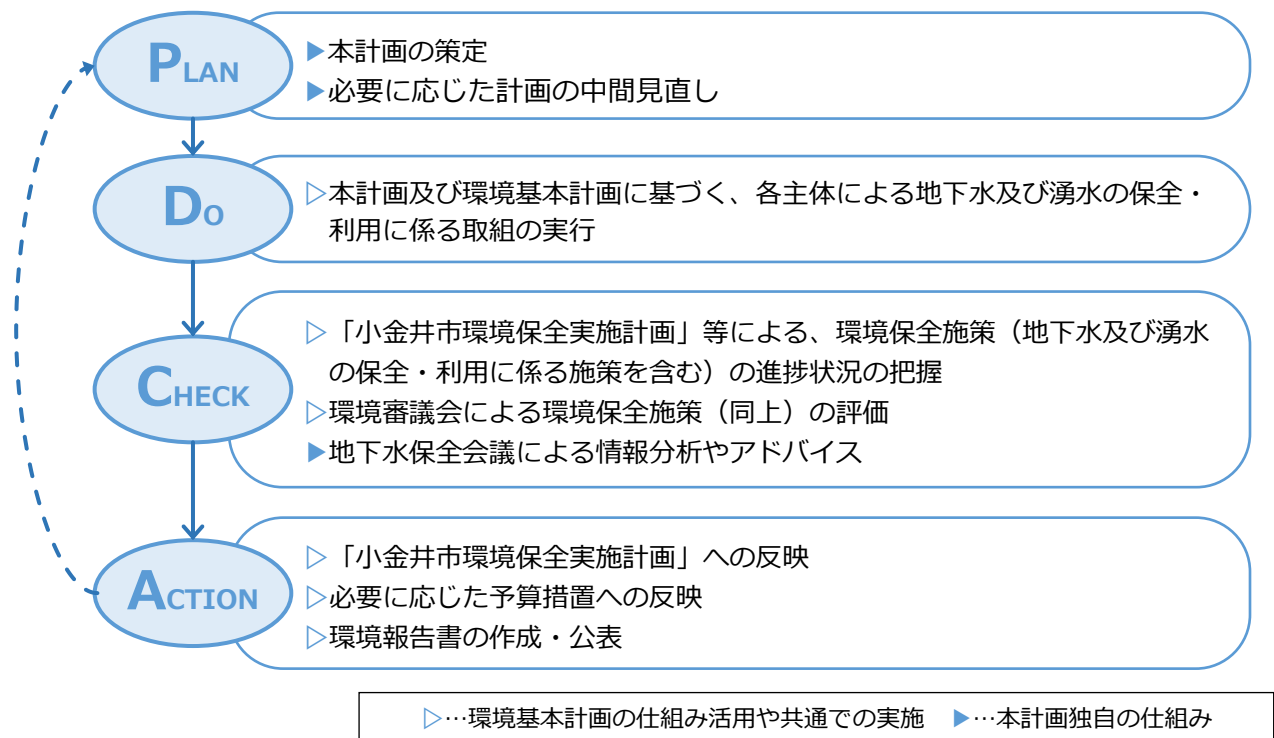 PLAN
▶本計画の策定
▶必要に応じた計画の中間見直し
DO
▷本計画及び環境基本計画に基づく、各主体による地下水及び湧水の保全・
利用に係る取組の実行
CHECK
▷「小金井市環境保全実施計画」等による、環境保全施策（地下水及び湧水
の保全・利用に係る施策を含む）の進捗状況の把握
▷環境審議会による環境保全施策（同上）の評価
▶地下水保全会議による情報分析やアドバイス
ACTION
▷「小金井市環境保全実施計画」への反映
▷必要に応じた予算措置への反映
▷環境報告書の作成・公表
▷…環境基本計画の仕組み活用や共通での実施　▶…本計画独自の仕組み